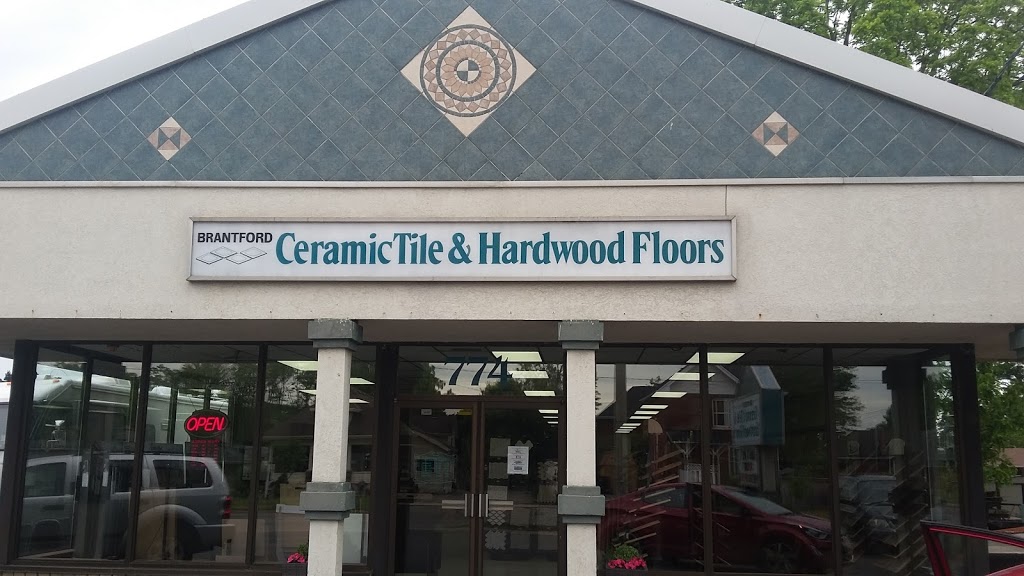 BRANTFORD
Ceramic Tile & Hardwood Floors
774
OPEN